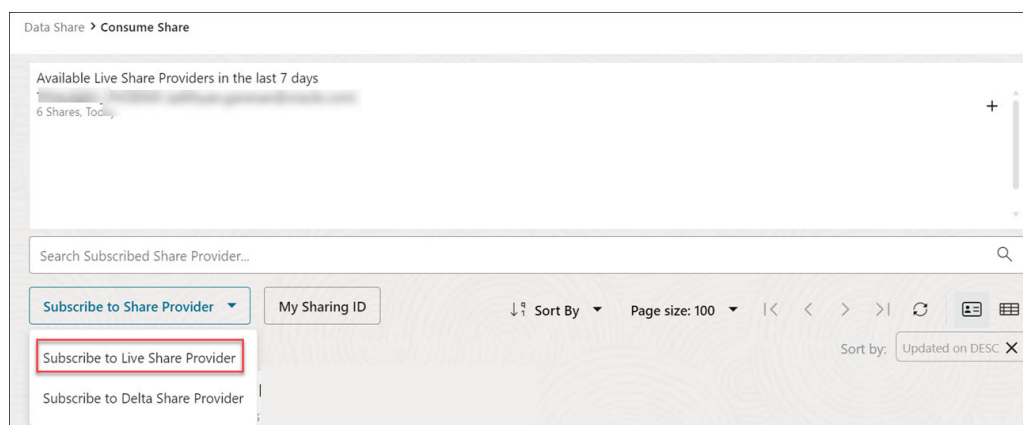 Data Share > Consume Share
Available Live Share Providers in the last 7 days
6 Shares, Today
Search Subscribed Share Provider...
Subscribe to Share Provider
My Sharing ID
Sort By
Page size: 100
Subscribe to Live Share Provider
Sort by: Updated on DESC
Subscribe to Delta Share Provider